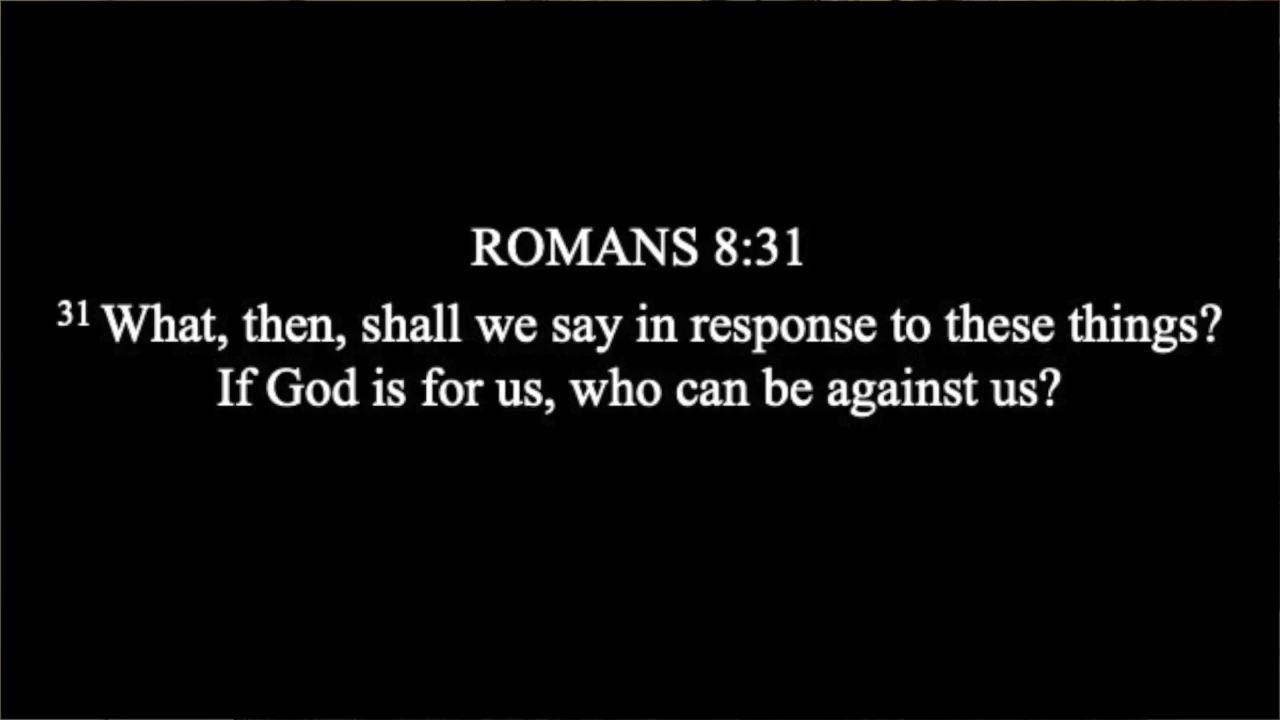 ROMANS 8:31
31 What, then, shall we say in response to these things?
If God is for us, who can be against us?